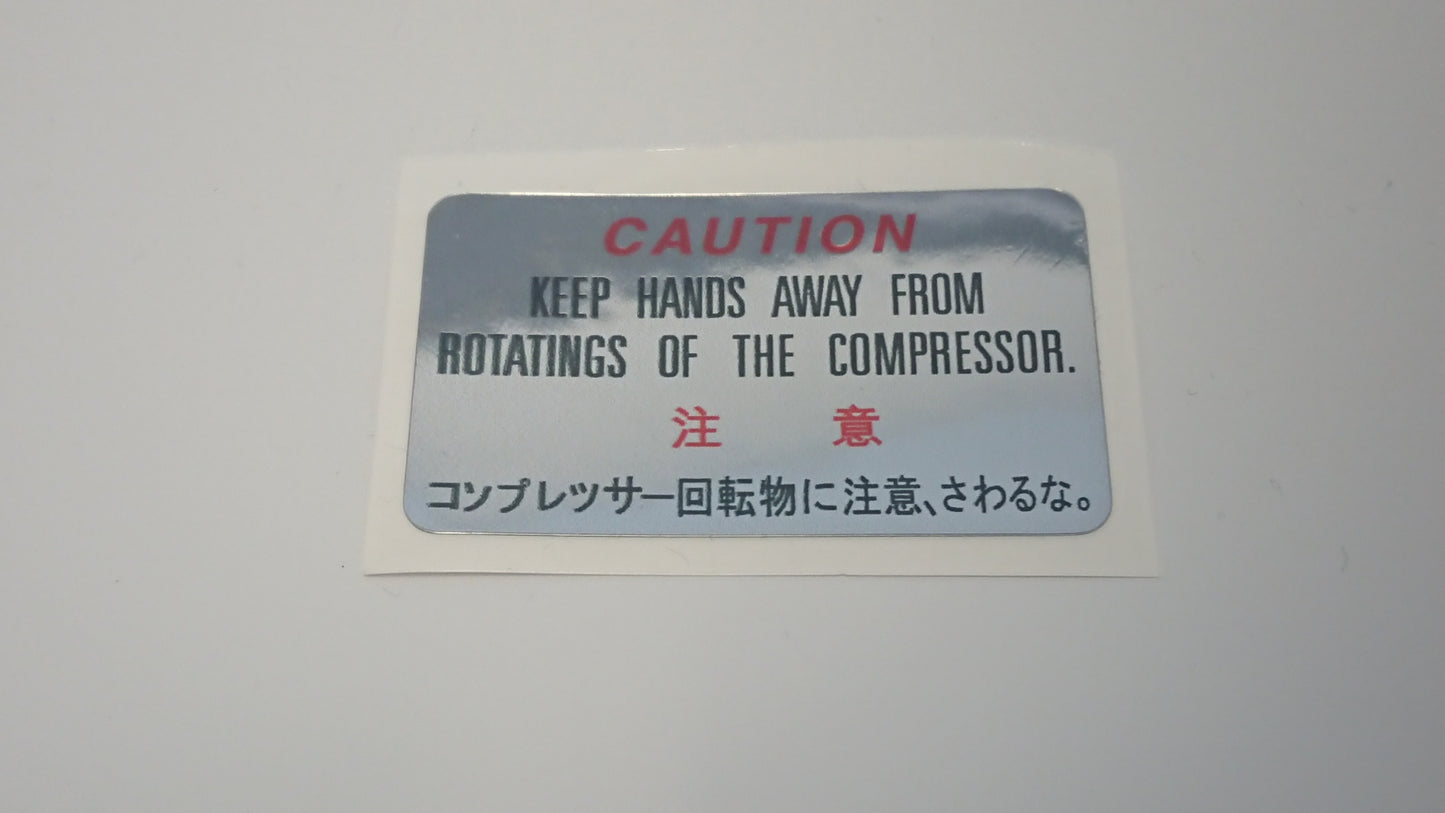 CAUTION
KEEP HANDS AWAY FROM
ROTATINGS OF THE COMPRESSOR.
注 意
コンプレツサー回転物に注意、さわるな。